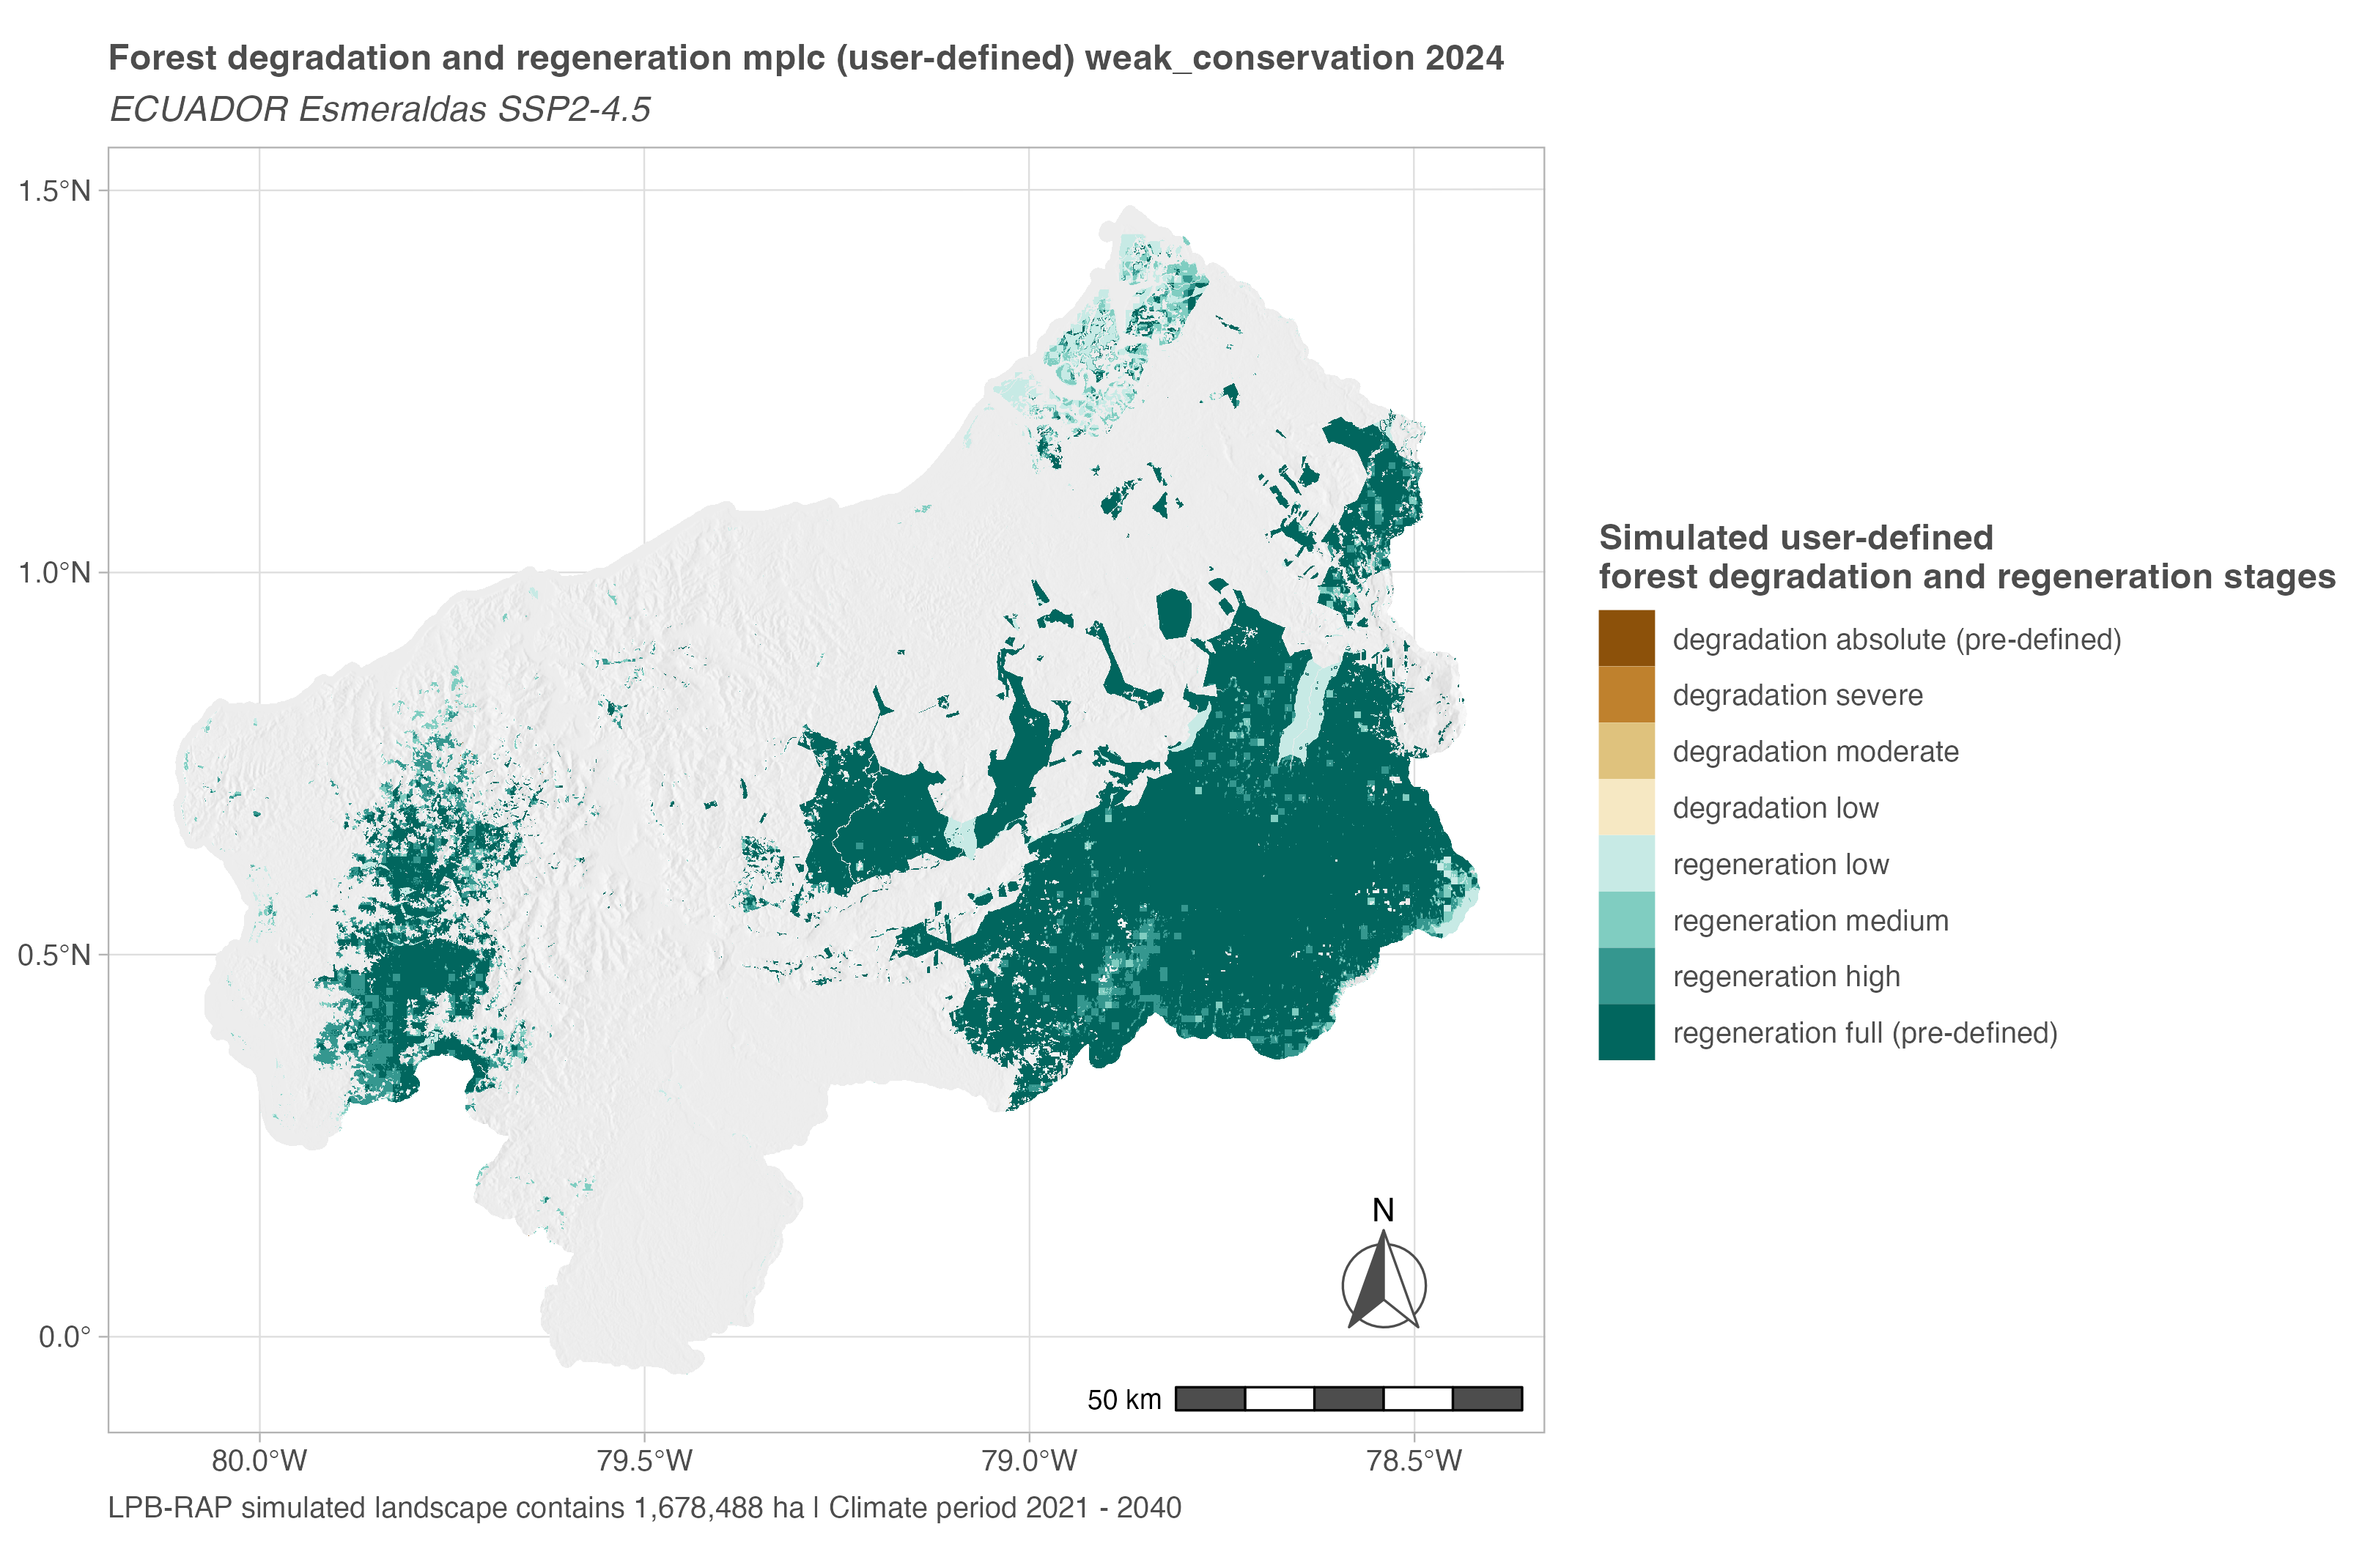 Forest degradation and regeneration mplc (user-defined) weak_conservation 2024
ECUADOR Esmeraldas SSP2-4.5
1.5°N
1.0°N
0.5°N
0.0°
80.0°W
79.5°W
79.0°W
78.5°W
N
50 km
Simulated user-defined
forest degradation and regeneration stages
degradation absolute (pre-defined)
degradation severe
degradation moderate
degradation low
regeneration low
regeneration medium
regeneration high
regeneration full (pre-defined)
LPB-RAP simulated landscape contains 1,678,488 ha | Climate period 2021 - 2040